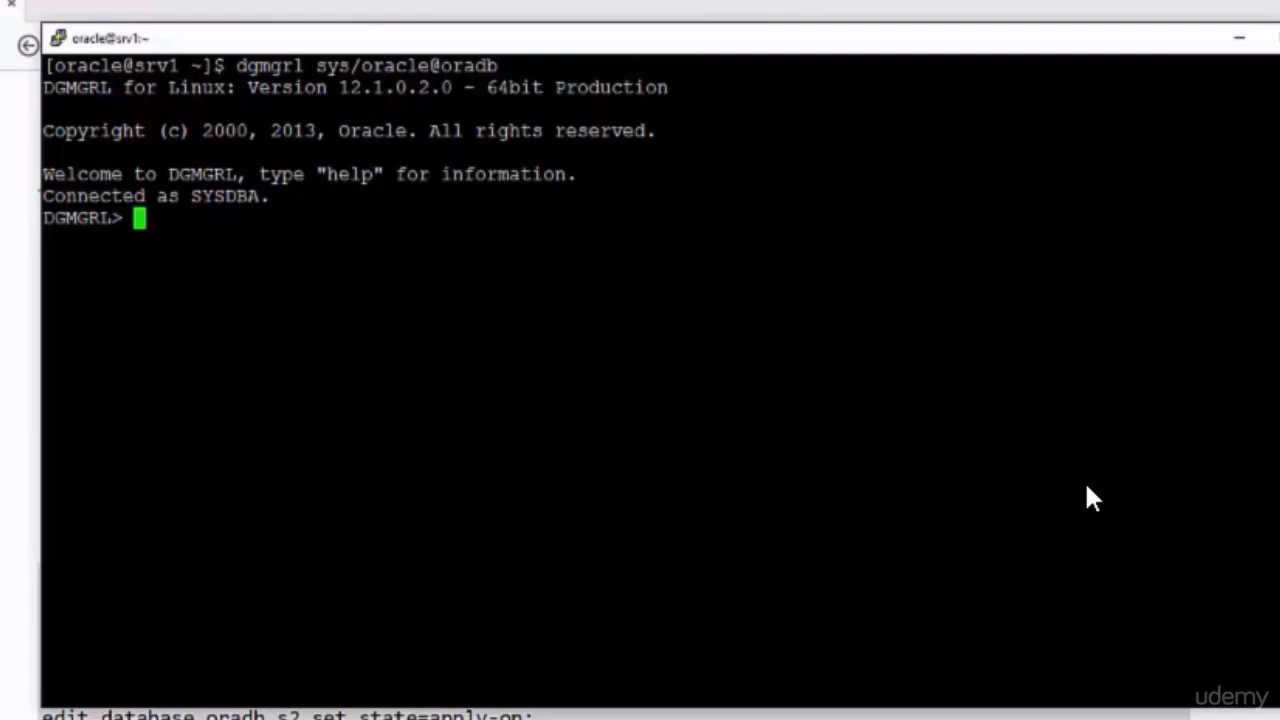 oracle@srv1:~
[oracle@srv1 ~]$ dgmgrl sys/oracle@oradb
DGMGRL for Linux: Version 12.1.0.2.0 - 64bit Production
Copyright (c) 2000, 2013, Oracle. All rights reserved.
Welcome to DGMGRL, type "help" for information.
Connected as SYSDBA.
DGMGRL>
edit database oradb_s2 set state=apply-on;
udemy